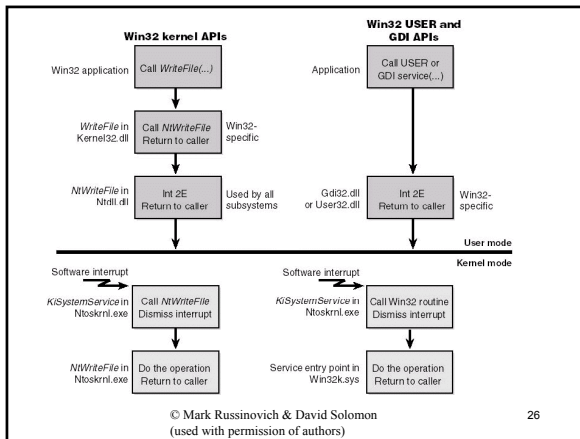 Win32 kernel APIs
Win32 application
Call WriteFile(...)
WriteFile in
Kernel32.dll
Call NtWriteFile
Return to caller
Win32-
specific
NtWriteFile in
Ntdll.dll
Int 2E
Return to caller
Used by all
subsystems
Win32 USER and
GDI APIs
Application
Call USER or
GDI service(...)
Gdi32.dll
or User32.dll
Int 2E
Return to caller
Win32-
specific
User mode
Kernel mode
Software interrupt
KiSystemService in
Ntoskrnl.exe
Call NtWriteFile
Dismiss interrupt
NtWriteFile in
Ntoskrnl.exe
Do the operation
Return to caller
Software interrupt
KiSystemService in
Ntoskrnl.exe
Call Win32 routine
Dismiss interrupt
Service entry point in
Win32k.sys
Do the operation
Return to caller
© Mark Russinovich & David Solomon
(used with permission of authors)
26